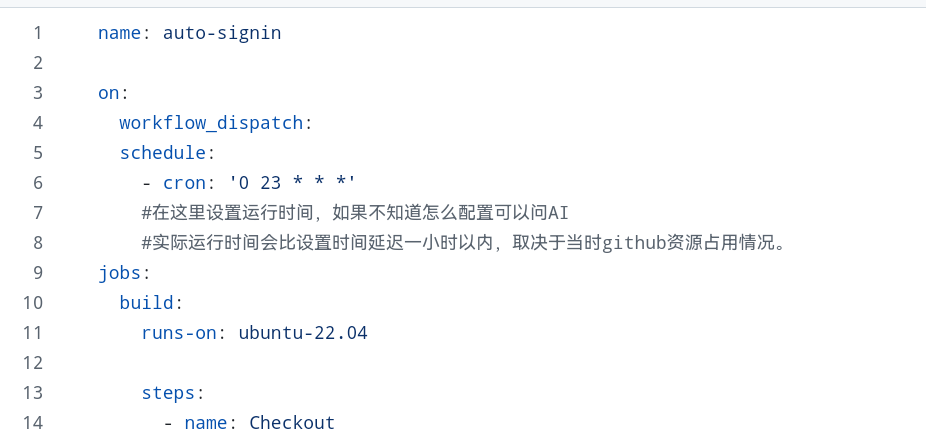 1 name: auto-signin
2
3 on:
4   workflow_dispatch:
5   schedule:
6     - cron: '0 23 * * *'
7     #在这里设置运行时间，如果不知道怎么配置可以问AI
8     #实际运行时间会比设置时间延迟一小时以内，取决于当时github资源占用情况。
9 jobs:
10   build:
11     runs-on: ubuntu-22.04
12
13     steps:
14       - name: Checkout